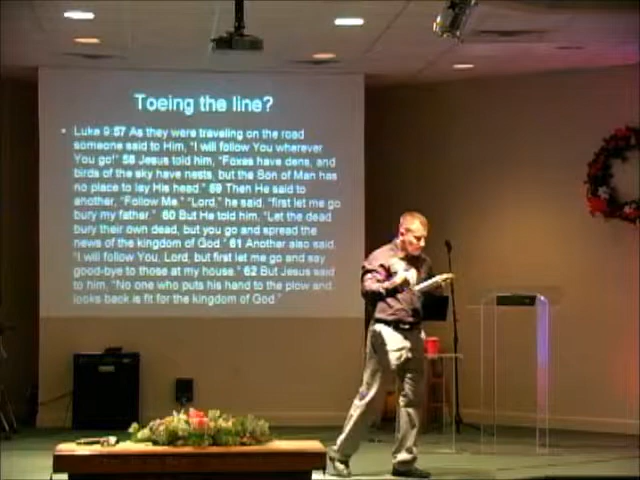 Toeing the line?
• Luke 9:57 As they were traveling on the road
someone said to Him, "I will follow You wherever
You go!" 58 Jesus told him, "Foxes have dens, and
birds of the sky have nests, but the Son of Man has
no place to lay His head." 59 Then He said to
another, "Follow Me." "Lord," he said, "first let me go
bury my father." 60 But He told him, "Let the dead
bury their own dead, but you go and spread the
news of the kingdom of God." 61 Another also said,
"I will follow You, Lord, but first let me go and say
good-bye to those at my house." 62 But Jesus said
to him, "No one who puts his hand to the plow and
looks back is fit for the kingdom of God."